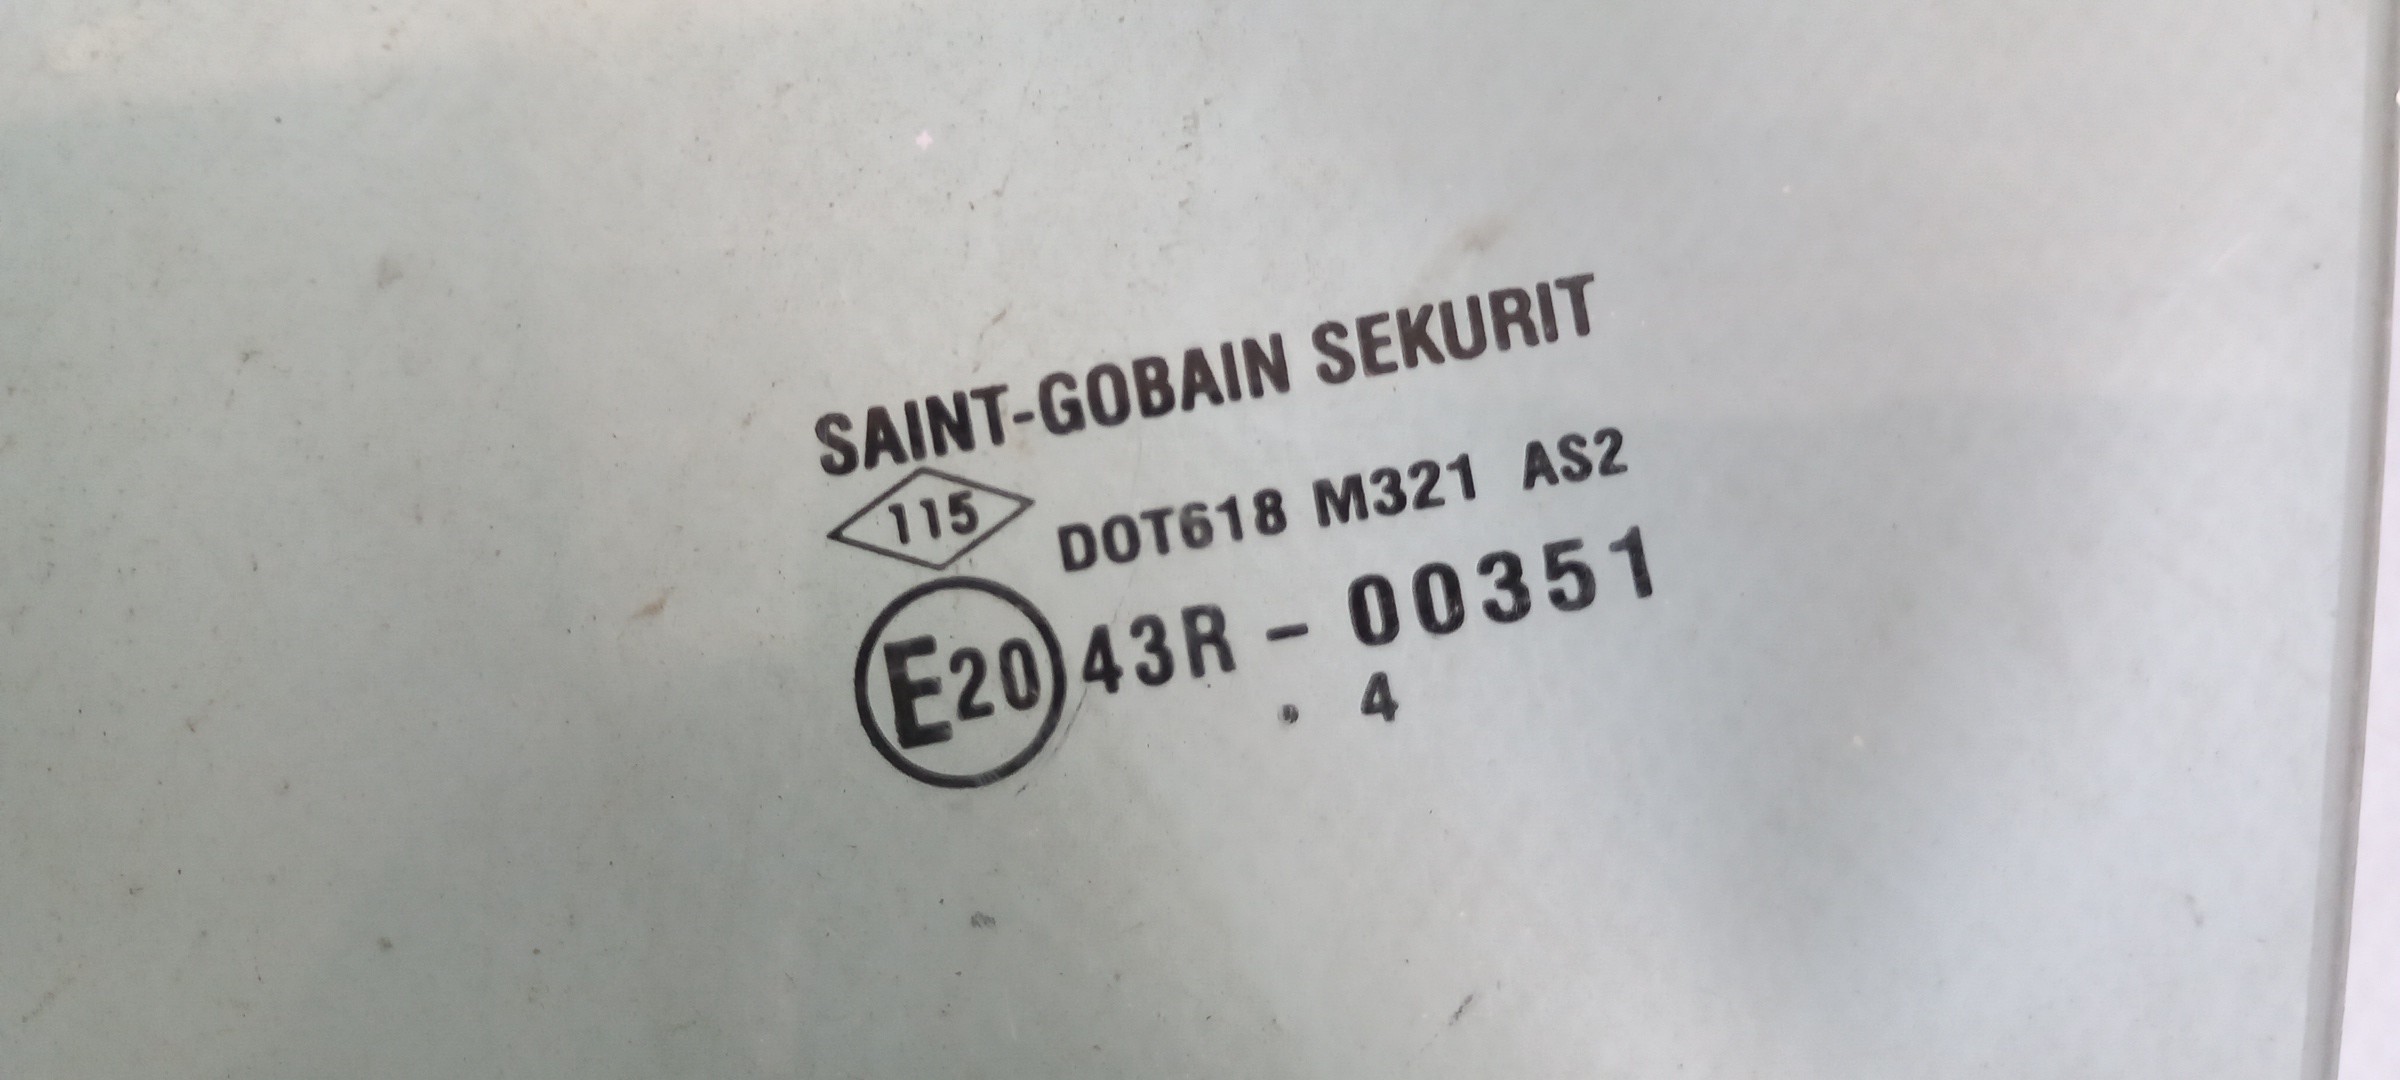 SAINT-GOBAIN SEKURIT
115 DOT618 M321 AS2
E20 43R - 00351
. 4